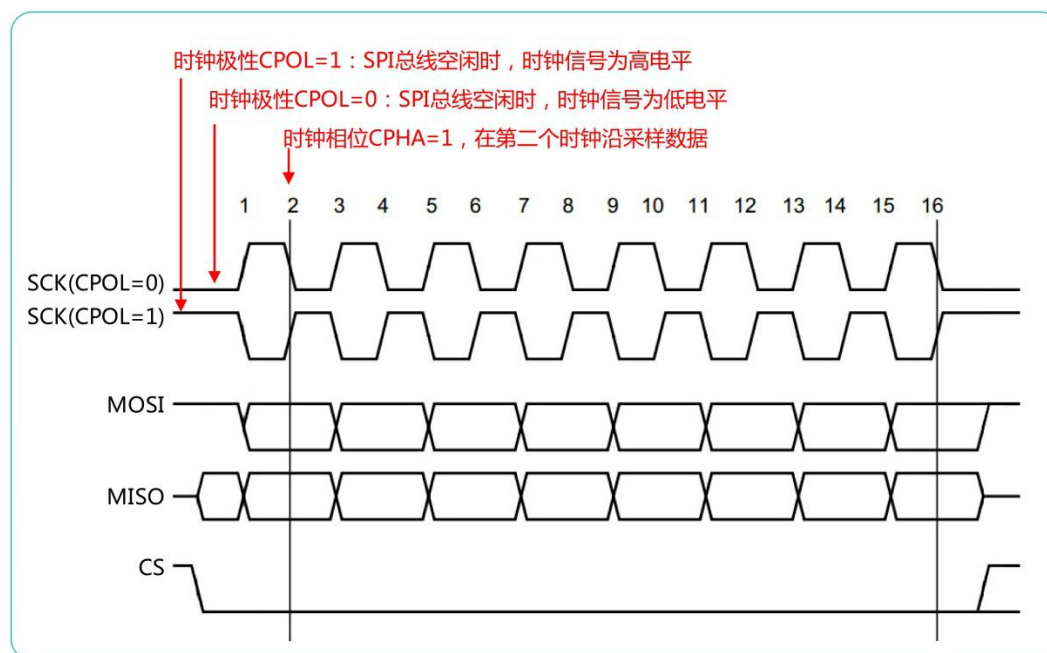 时钟极性CPOL=1：SPI总线空闲时，时钟信号为高电平
时钟极性CPOL=0：SPI总线空闲时，时钟信号为低电平
时钟相位CPHA=1，在第二个时钟沿采样数据
1 2 3 4 5 6 7 8 9 10 11 12 13 14 15 16
SCK(CPOL=0)
SCK(CPOL=1)
MOSI
MISO
CS